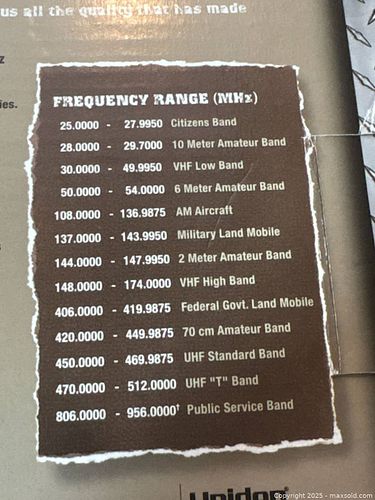 us all the quality that has made
z
ies.
FREQUENCY RANGE (MHz)
25.0000 - 27.9950 Citizens Band
28.0000 - 29.7000 10 Meter Amateur Band
30.0000 - 49.9950 VHF Low Band
50.0000 - 54.0000 6 Meter Amateur Band
108.0000 - 136.9875 AM Aircraft
137.0000 - 143.9950 Military Land Mobile
144.0000 - 147.9950 2 Meter Amateur Band
148.0000 - 174.0000 VHF High Band
406.0000 - 419.9875 Federal Govt. Land Mobile
420.0000 - 449.9875 70 cm Amateur Band
450.0000 - 469.9875 UHF Standard Band
470.0000 - 512.0000 UHF "T" Band
806.0000 - 956.0000† Public Service Band
Uniden®
Copyright 2025 - maxsold.com